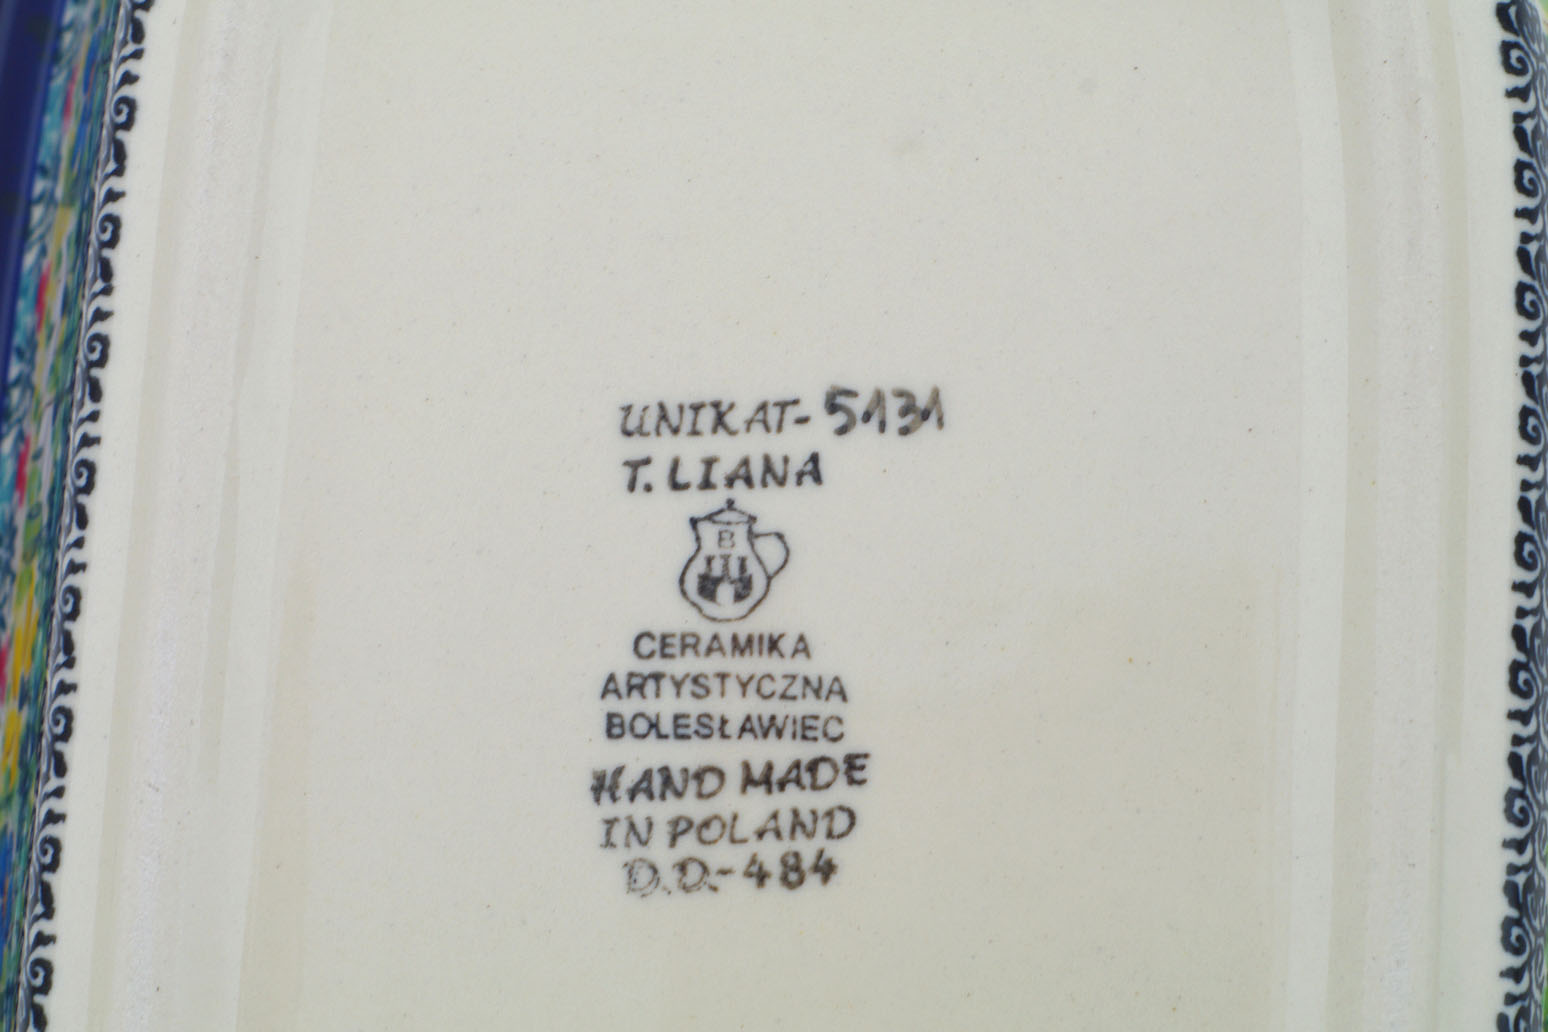 UNIKAT-5131
T. LIANA
B
CERAMIKA
ARTYSTYCZNA
BOLESŁAWIEC
HAND MADE
IN POLAND
D.D.-484